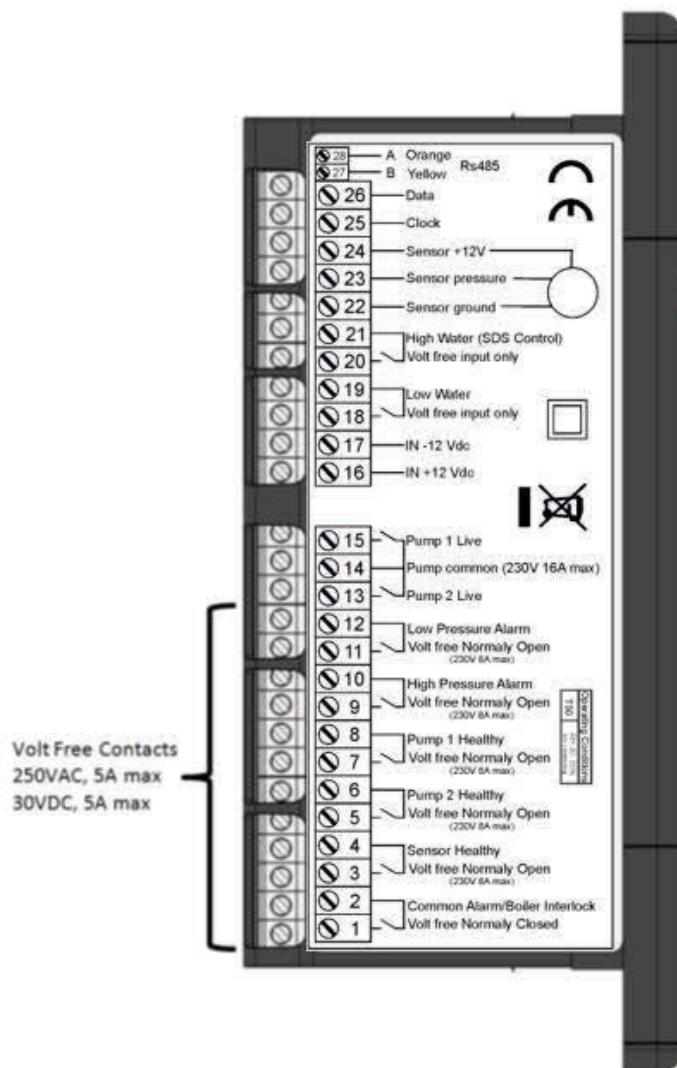 28 A Orange
Rs485
27 B Yellow
26 Data
25 Clock
24 Sensor +12V
23 Sensor pressure
22 Sensor ground
21 High Water (SDS Control)
20 Volt free input only
19 Low Water
18 Volt free input only
17 IN -12 Vdc
16 IN +12 Vdc
15 Pump 1 Live
14 Pump common (230V 16A max)
13 Pump 2 Live
12 Low Pressure Alarm
11 Volt free Normaly Open
(230V 8A max)
10 High Pressure Alarm
9 Volt free Normaly Open
(230V 8A max)
8 Pump 1 Healthy
7 Volt free Normaly Open
(230V 8A max)
6 Pump 2 Healthy
5 Volt free Normaly Open
(230V 8A max)
4 Sensor Healthy
3 Volt free Normaly Open
(230V 8A max)
2 Common Alarm/Boiler Interlock
1 Volt free Normaly Closed
Operating Conditions
Volt Free Contacts
250VAC, 5A max
30VDC, 5A max